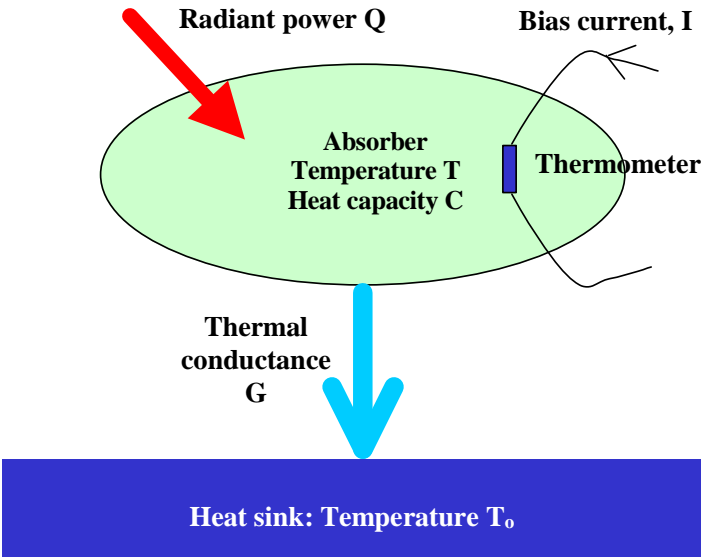 Radiant power Q
Bias current, I
Absorber
Temperature T
Heat capacity C
Thermometer
Thermal
conductance
G
Heat sink: Temperature Tₒ